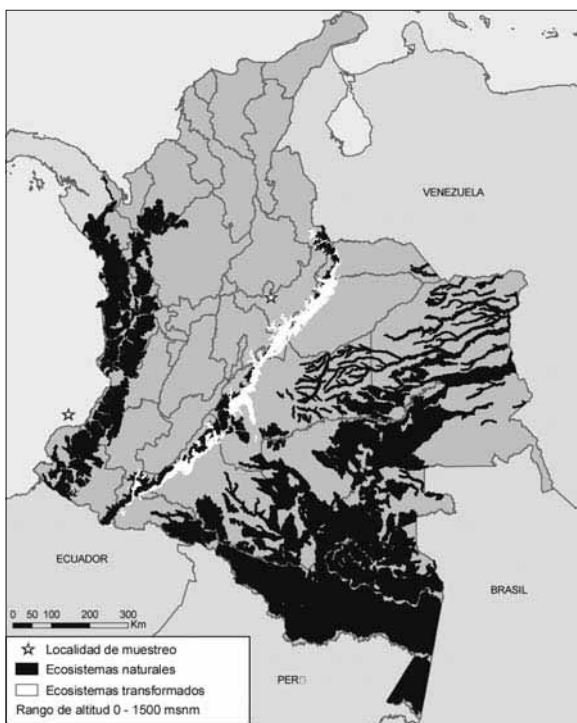 VENEZUELA
ECUADOR
BRASIL
PER□
0 50 100 200 300
Km
Localidad de muestreo
Ecosistemas naturales
Ecosistemas transformados
Rango de altitud 0 - 1500 msnm